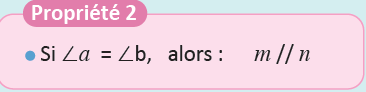 Propriété 2
• Si ∠a = ∠b, alors : m // n